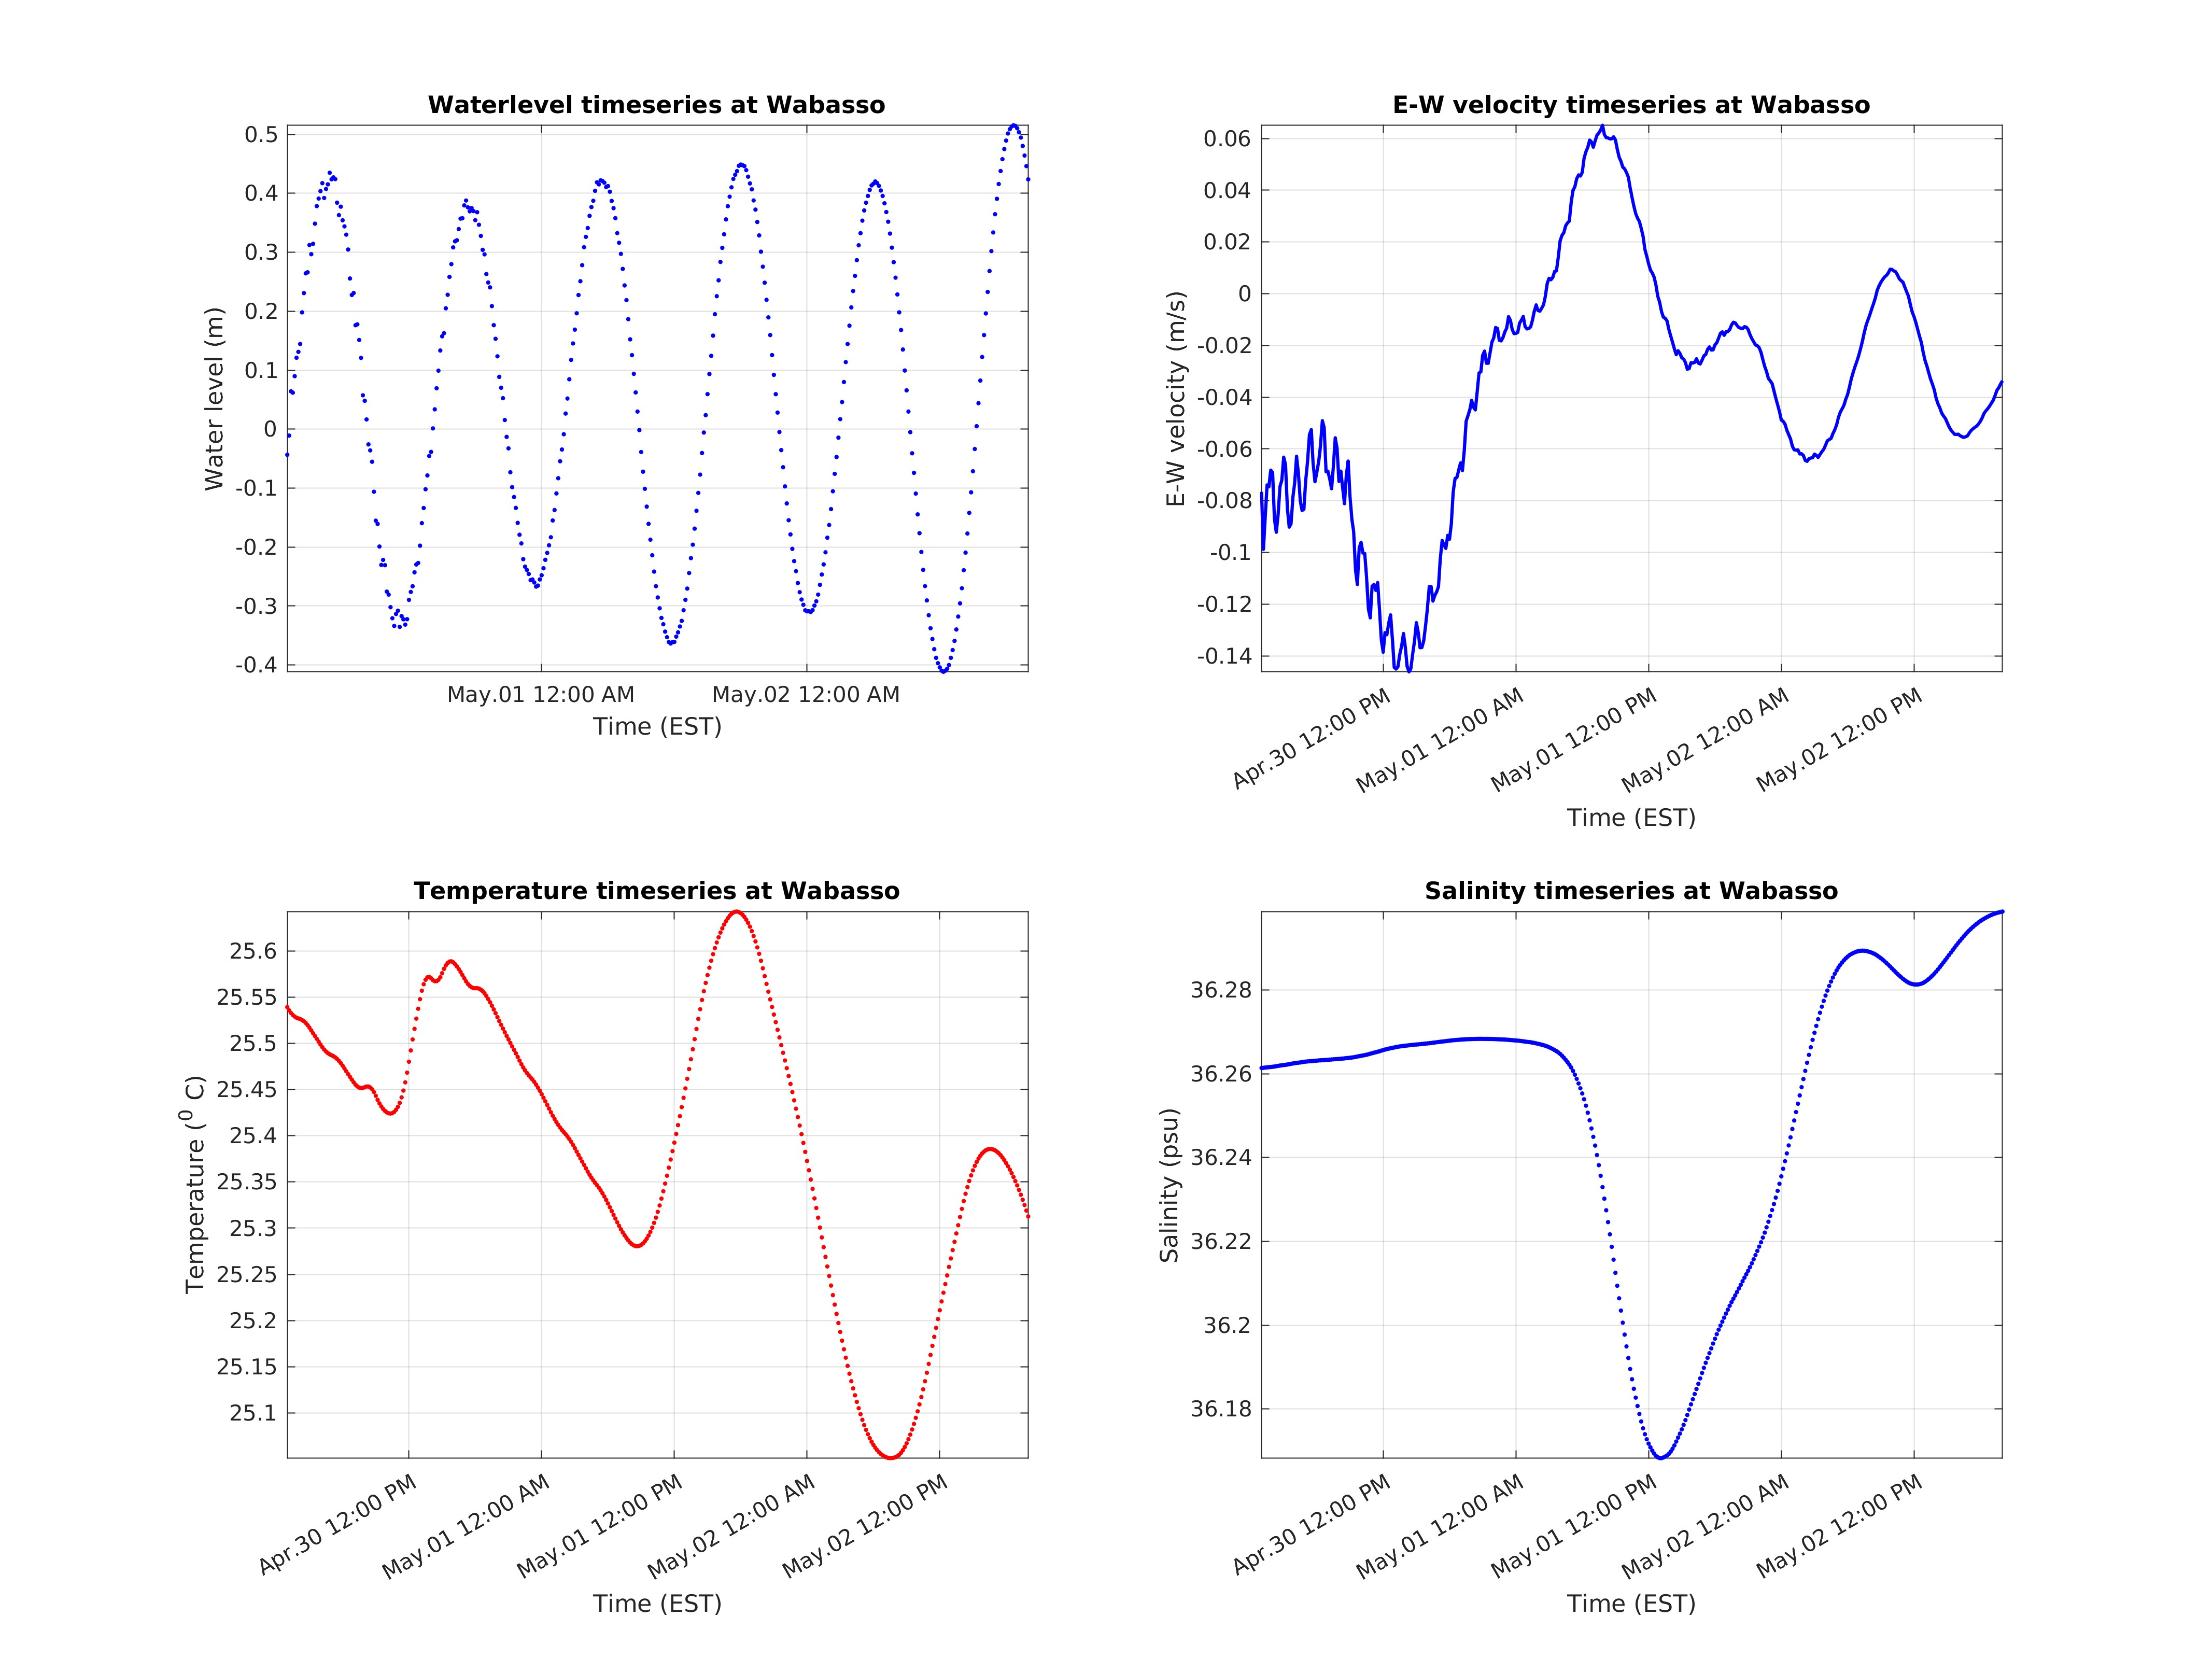 Waterlevel timeseries at Wabasso
0.5
0.4
0.3
0.2
0.1
0
-0.1
-0.2
-0.3
-0.4
Water level (m)
May.01 12:00 AM
May.02 12:00 AM
Time (EST)
E-W velocity timeseries at Wabasso
0.06
0.04
0.02
0
-0.02
-0.04
-0.06
-0.08
-0.1
-0.12
-0.14
E-W velocity (m/s)
Apr.30 12:00 PM
May.01 12:00 AM
May.01 12:00 PM
May.02 12:00 AM
May.02 12:00 PM
Time (EST)
Temperature timeseries at Wabasso
25.6
25.55
25.5
25.45
25.4
25.35
25.3
25.25
25.2
25.15
25.1
Temperature (⁰ C)
Apr.30 12:00 PM
May.01 12:00 AM
May.01 12:00 PM
May.02 12:00 AM
May.02 12:00 PM
Time (EST)
Salinity timeseries at Wabasso
36.28
36.26
36.24
36.22
36.2
36.18
Salinity (psu)
Apr.30 12:00 PM
May.01 12:00 AM
May.01 12:00 PM
May.02 12:00 AM
May.02 12:00 PM
Time (EST)